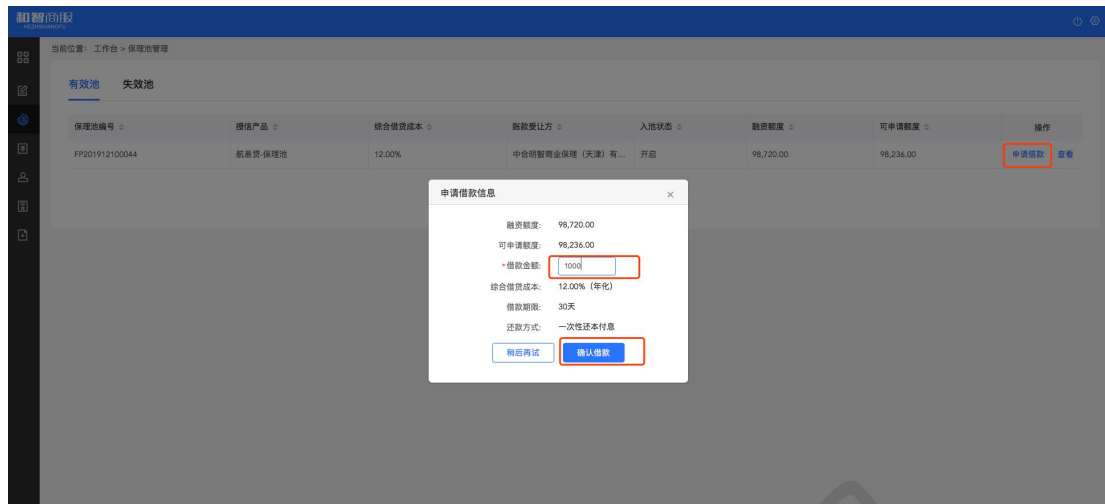 和智商服
HEZHISHANGFU
当前位置： 工作台 > 保理池管理
有效池 失效池
保理池编号 授信产品 综合借贷成本 账款受让方 入池状态 融资额度 可申请额度 操作
FP201912100044 航易贷-保理池 12.00% 中合明智商业保理（天津）有... 开启 98,720.00 98,236.00 申请借款 查看
申请借款信息 ×
融资额度: 98,720.00
可申请额度: 98,236.00
*借款金额: 1000
综合借贷成本: 12.00%（年化）
借款期限: 30天
还款方式: 一次性还本付息
稍后再试 确认借款